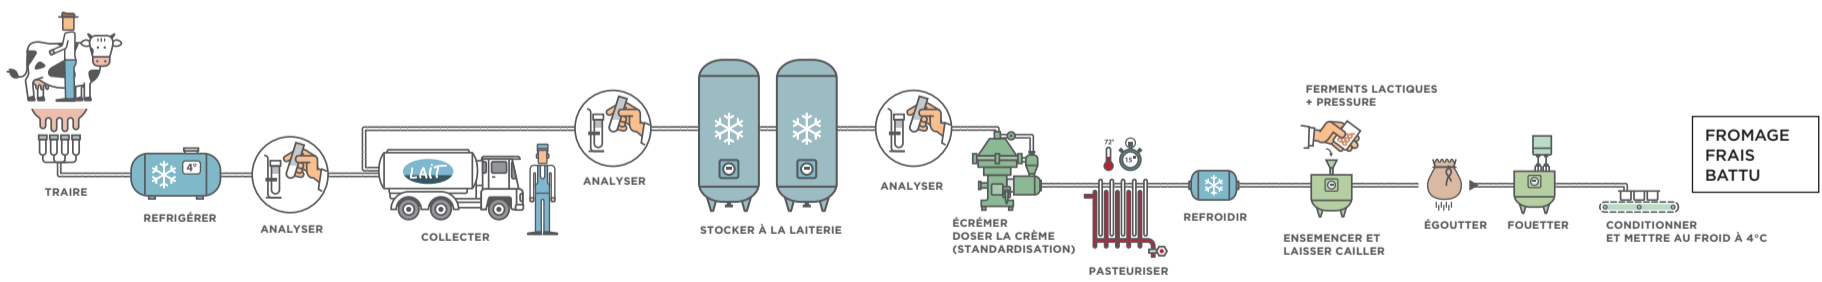 TRAIRE
4°
REFRIGÉRER
ANALYSER
LAIT
COLLECTER
ANALYSER
STOCKER À LA LAITERIE
ANALYSER
ÉCRÉMER
DOSER LA CRÈME
(STANDARDISATION)
72°
15"
PASTEURISER
REFROIDIR
FERMENTS LACTIQUES
+ PRESSURE
ENSEMENCER ET
LAISSER CAILLER
ÉGOUTTER
FOUETTER
CONDITIONNER
ET METTRE AU FROID À 4°C
FROMAGE
FRAIS
BATTU